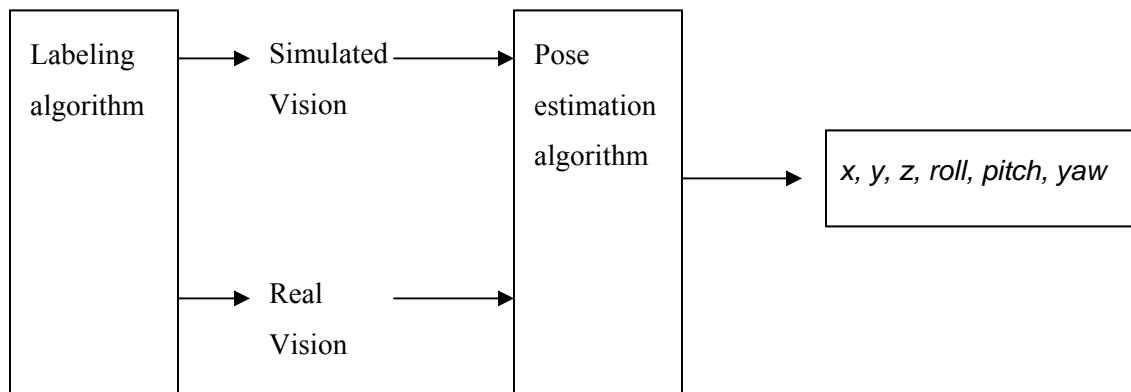 Labeling
algorithm
Simulated
Vision
Real
Vision
Pose
estimation
algorithm
x, y, z, roll, pitch, yaw